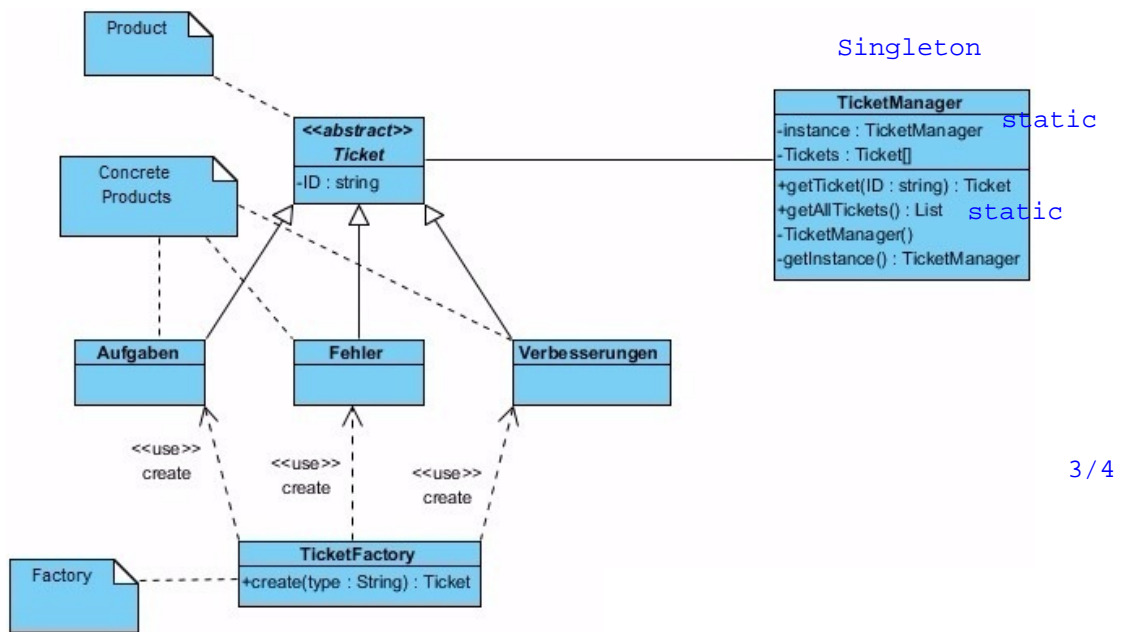 Product
Singleton
TicketManager
-instance : TicketManager
static
-Tickets : Ticket[]
+getTicket(ID : string) : Ticket
+getAllTickets() : List
static
-TicketManager()
-getInstance() : TicketManager
<<abstract>>
Ticket
-ID : string
Concrete
Products
Aufgaben
Fehler
Verbesserungen
<<use>>
create
<<use>>
create
<<use>>
create
3/4
TicketFactory
+create(type : String) : Ticket
Factory